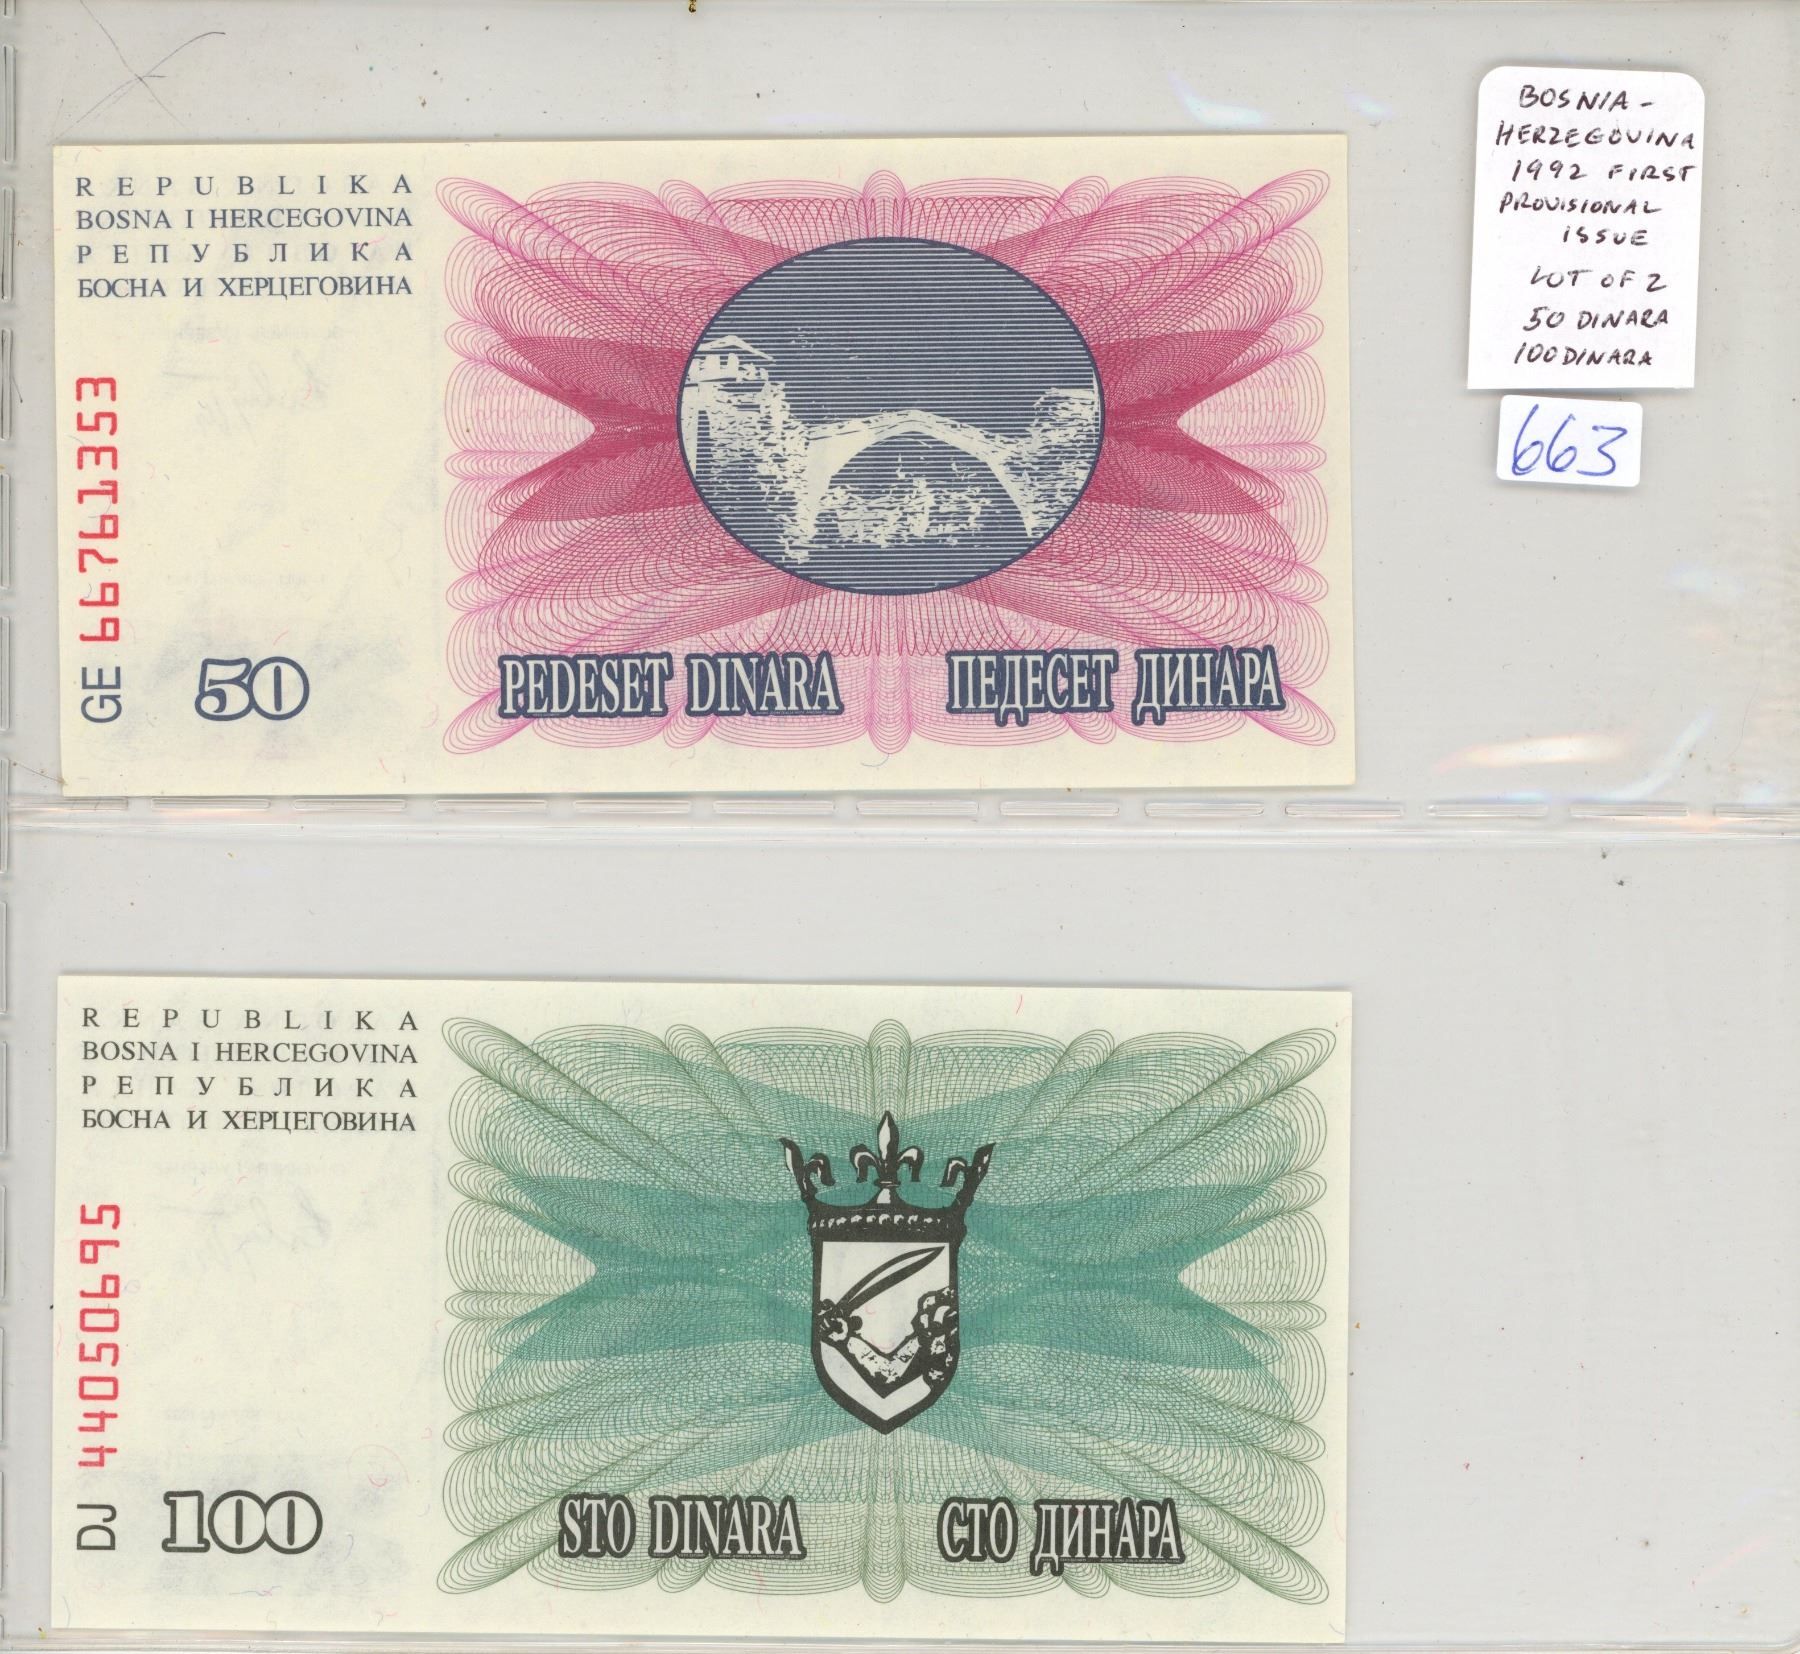 REPUBLIKA
BOSNA I HERCEGOVINA
РЕПУБЛИКА
БОСНА И ХЕРЦЕГОВИНА
GE 66761353
50
PEDESET DINARA
ПЕДЕСЕТ ДИНАРА
BOSNIA-
HERZEGOVINA
1992 FIRST
PROVISIONAL
ISSUE
LOT OF 2
50 DINARA
100 DINARA
663
REPUBLIKA
BOSNA I HERCEGOVINA
РЕПУБЛИКА
БОСНА И ХЕРЦЕГОВИНА
DJ 44050695
100
STO DINARA
СТО ДИНАРА